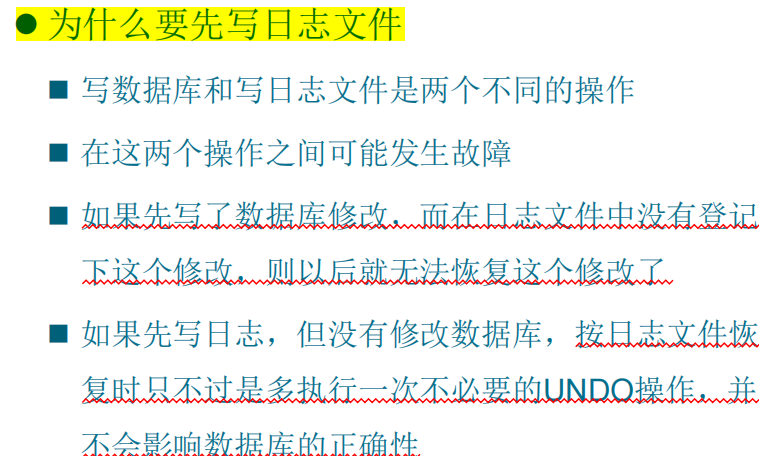 ● 为什么要先写日志文件
■ 写数据库和写日志文件是两个不同的操作
■ 在这两个操作之间可能发生故障
■ 如果先写了数据库修改，而在日志文件中没有登记
下这个修改，则以后就无法恢复这个修改了
■ 如果先写日志，但没有修改数据库，按日志文件恢
复时只不过是多执行一次不必要的UNDO操作，并
不会影响数据库的正确性